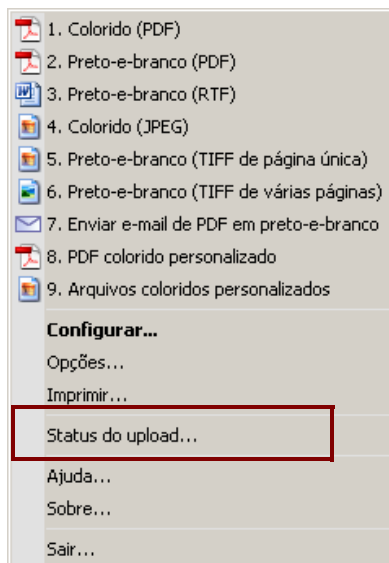 1. Colorido (PDF)
2. Preto-e-branco (PDF)
3. Preto-e-branco (RTF)
4. Colorido (JPEG)
5. Preto-e-branco (TIFF de página única)
6. Preto-e-branco (TIFF de várias páginas)
7. Enviar e-mail de PDF em preto-e-branco
8. PDF colorido personalizado
9. Arquivos coloridos personalizados
Configurar...
Opções...
Imprimir...
Status do upload...
Ajuda...
Sobre...
Sair...